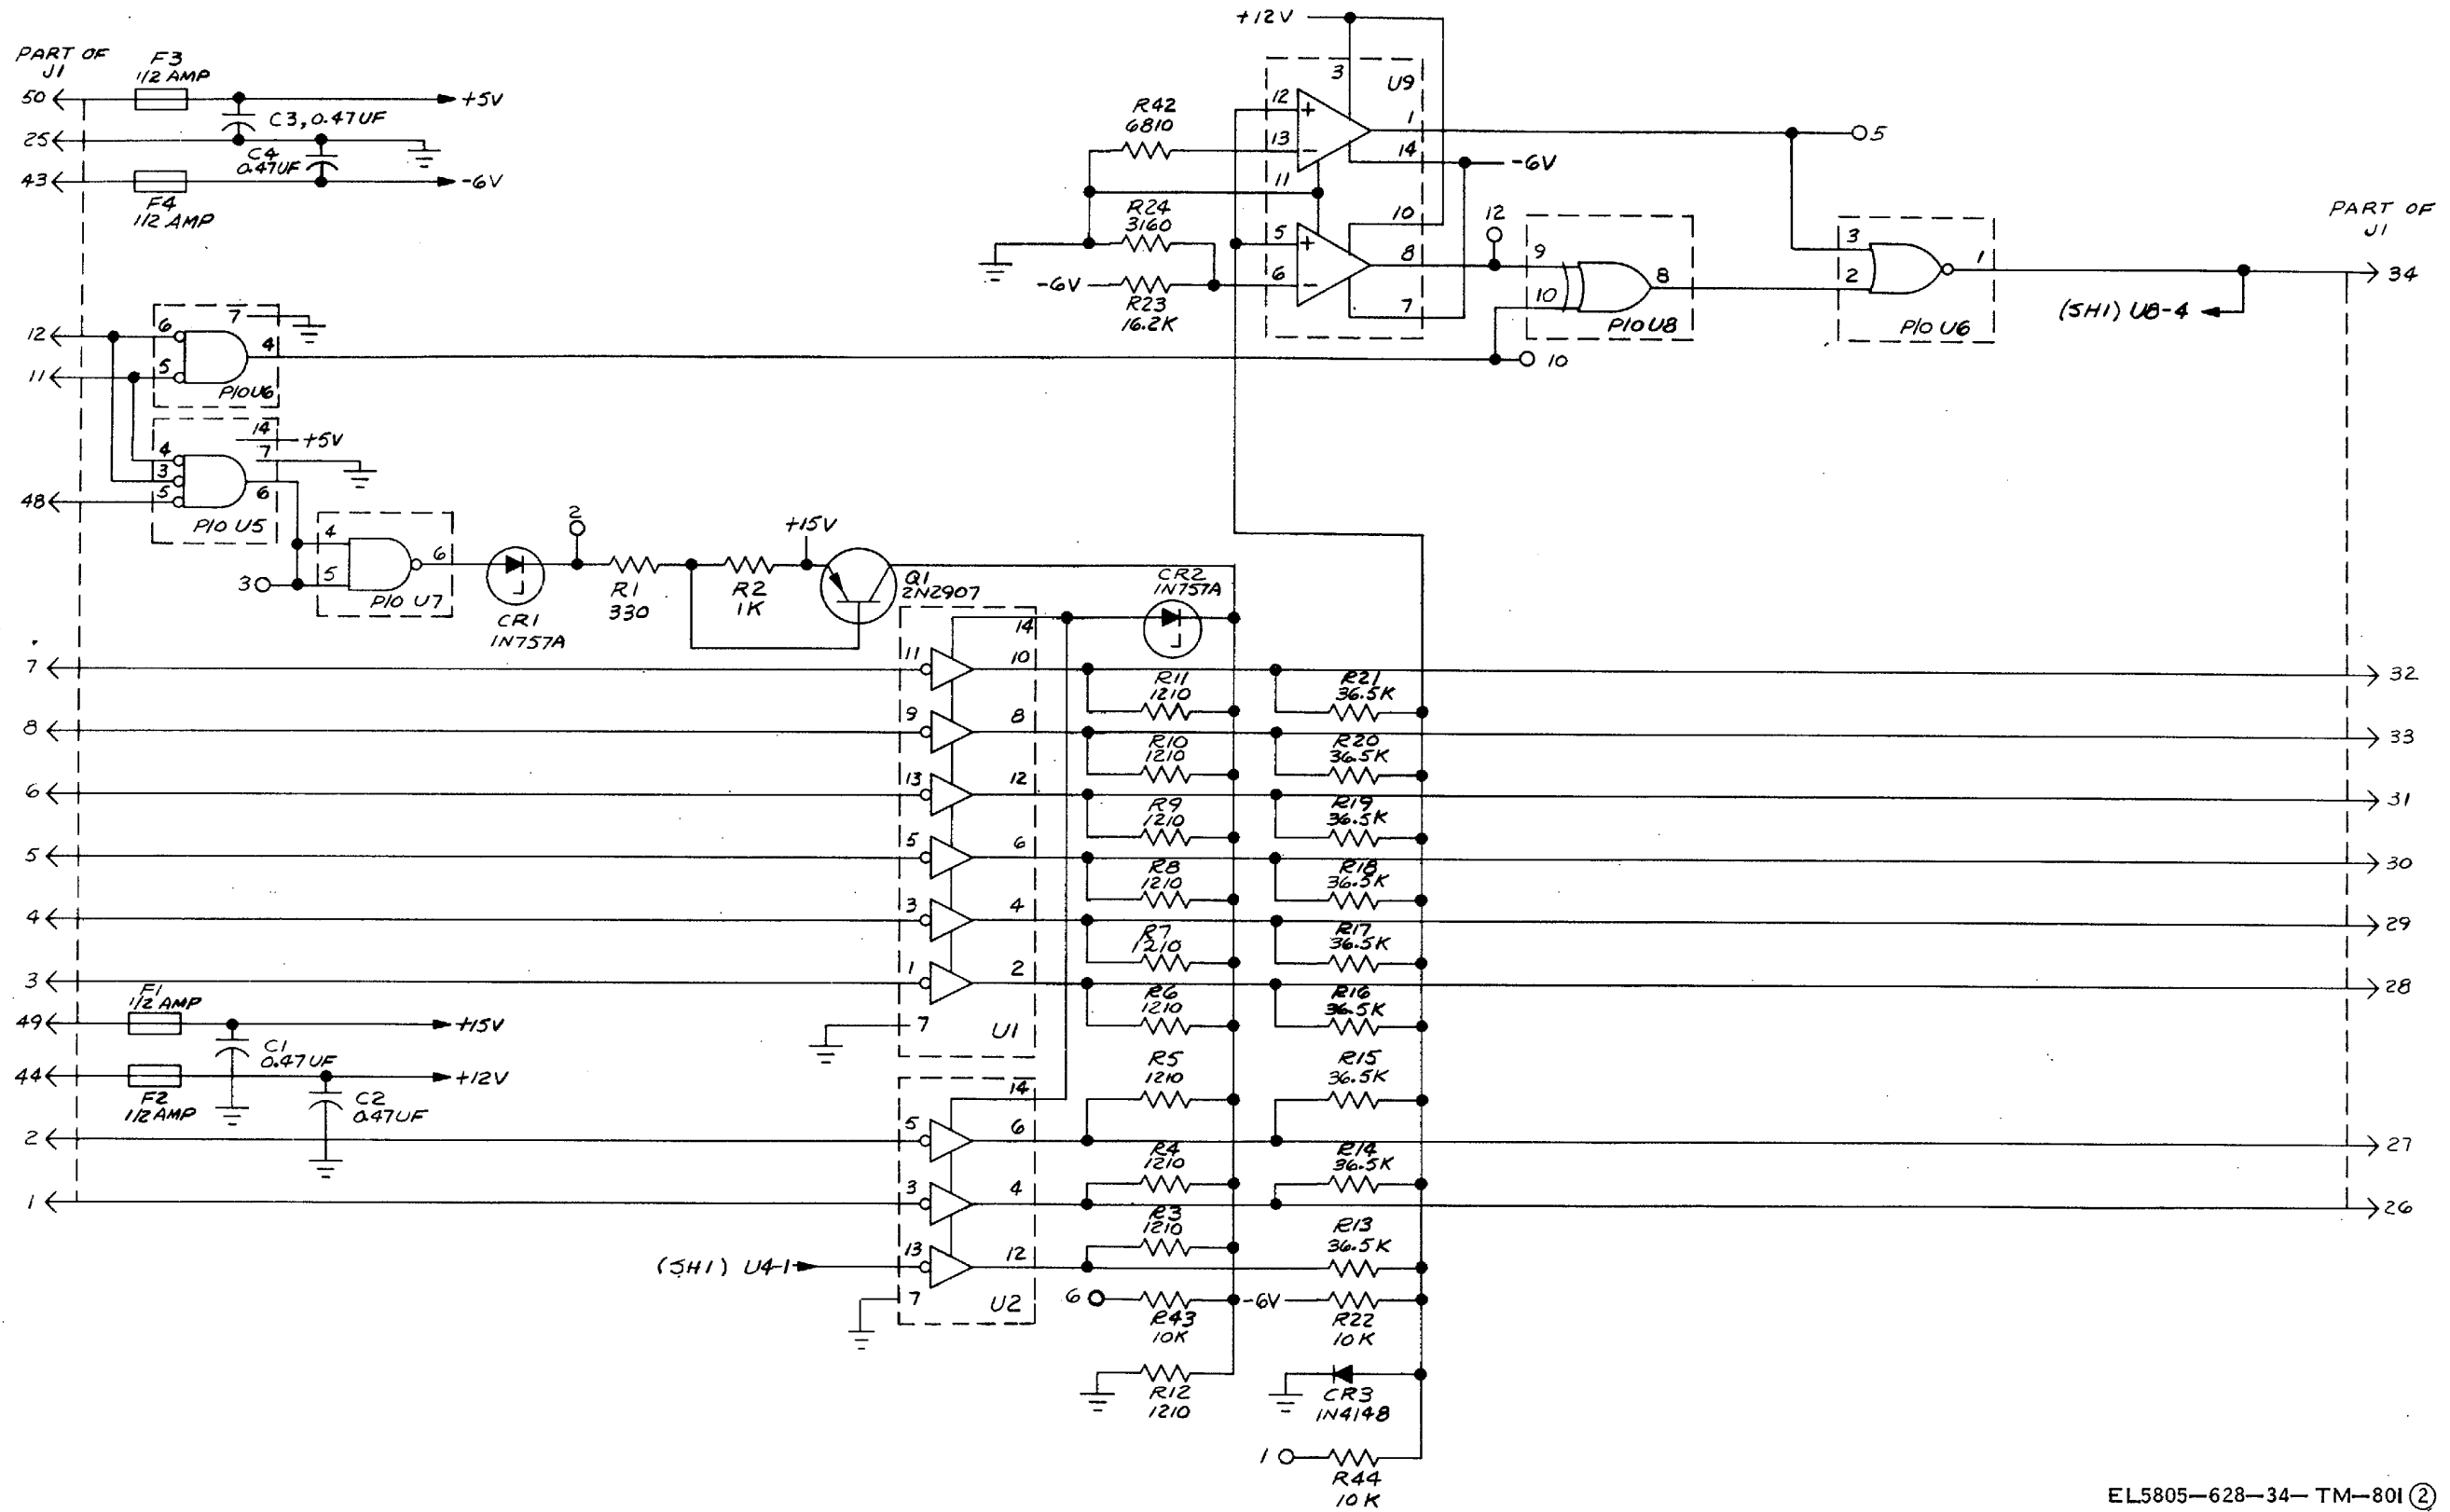 +12V
PART OF
J1
F3
1/2 AMP
50
+5V
C3, 0.47UF
25
C4
0.47UF
43
-6V
F4
1/2 AMP
3
U9
12
+
13
-
R42
6810
1
5
14
-6V
11
R24
3160
10
5
+
8
6
-
-6V
R23
16.2K
7
12
9
8
10
P/O U8
3
2
1
P/O U6
PART OF
J1
34
(SH1) U8-4
12
6
7
4
11
5
P/O U6
10
14
+5V
4
7
3
5
6
48
P/O U5
4
6
5
3
P/O U7
CR1
1N757A
2
R1
330
R2
1K
+15V
Q1
2N2907
CR2
1N757A
14
7
11
10
R11
1210
R21
36.5K
32
8
9
8
R10
1210
R20
36.5K
33
6
13
12
R9
1210
R19
36.5K
31
5
5
6
R8
1210
R18
36.5K
30
4
3
4
R7
1210
R17
36.5K
29
3
1
2
R6
1210
R16
36.5K
28
F1
1/2 AMP
49
+15V
7
U1
C1
0.47UF
R5
1210
R15
36.5K
44
+12V
F2
1/2 AMP
C2
0.47UF
14
2
5
6
27
R4
1210
R14
36.5K
1
3
4
26
R3
1210
R13
36.5K
(SH1) U4-1
13
12
7
U2
6
R43
10K
-6V
R22
10K
R12
1210
CR3
1N4148
1
R44
10K
EL5805-628-34-TM-801 ②